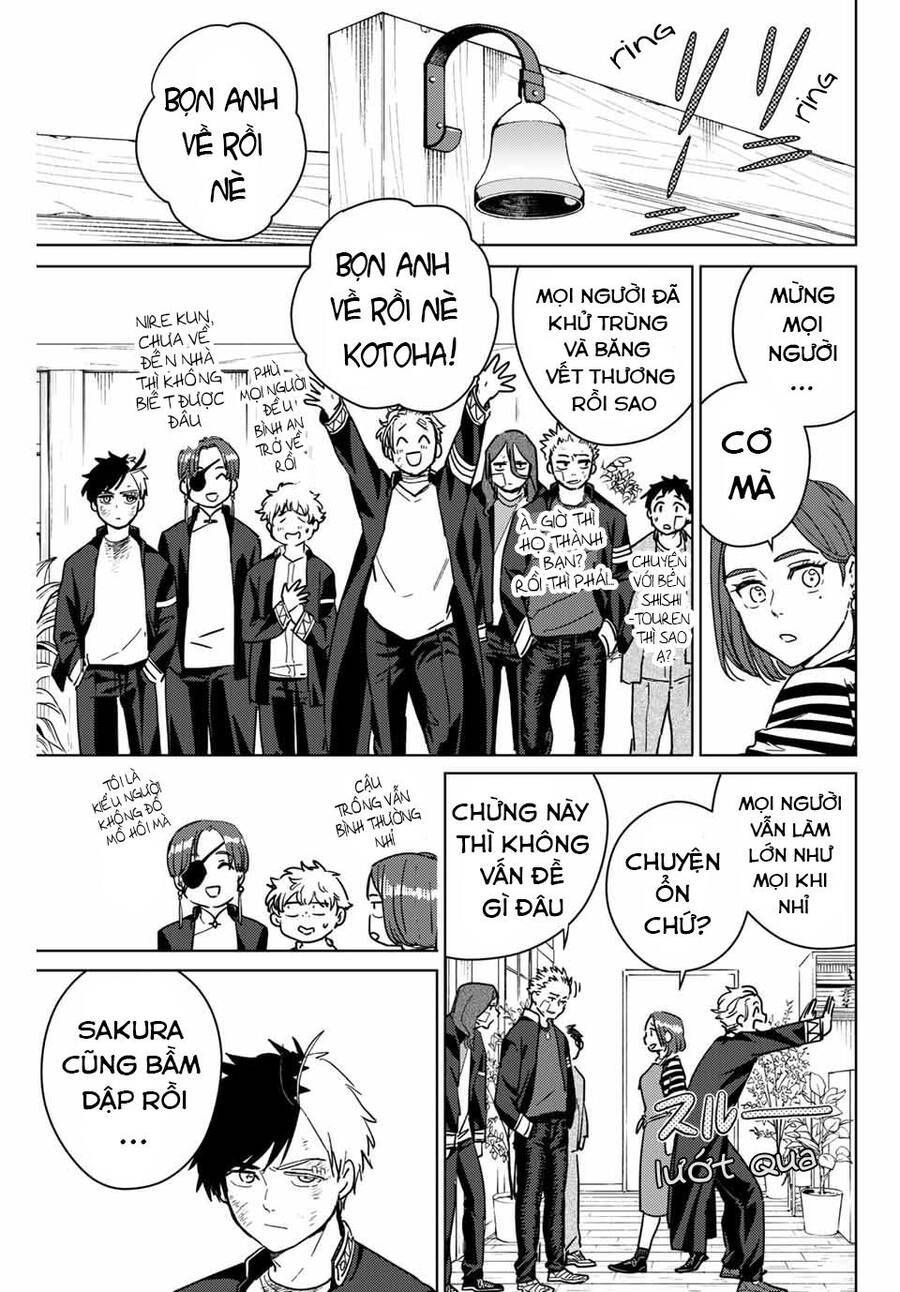 ring
ring
BỌN ANH
VỀ RỒI
NÈ
MỪNG
MỌI
NGƯỜI
...
CƠ
MÀ
MỌI NGƯỜI ĐÃ
KHỬ TRÙNG
VÀ BĂNG
VẾT THƯƠNG
RỒI SAO
BỌN ANH
VỀ RỒI NÈ
KOTOHA!
CHUYỆN
VỚI BÊN
SHISHI
-TOUREN
THÌ SAO
Ạ?
À, GIỜ THÌ
HỌ THÀNH
BẠN?
RỒI THÌ PHẢI.
PHÙ
MỌI NGƯỜI
ĐỀU
BÌNH AN
TRỞ VỀ
RỒI
NIRE KUN,
CHƯA VỀ
ĐẾN NHÀ
THÌ KHÔNG
BIẾT ĐƯỢC
ĐÂU
MỌI NGƯỜI
VẪN LÀM
LỚN NHƯ
MỌI KHI
NHỈ
CHUYỆN
ỔN
CHỨ?
CHỪNG NÀY
THÌ KHÔNG
VẤN ĐỀ
GÌ ĐÂU
スルー
lướt qua
CẬU
TRÔNG VẪN
BÌNH THƯỜNG
NHỈ
TÔI LÀ
KIỂU NGƯỜI
KHÔNG ĐỔ
MỒ HÔI MÀ
SAKURA
CŨNG BẦM
DẬP RỒI
...